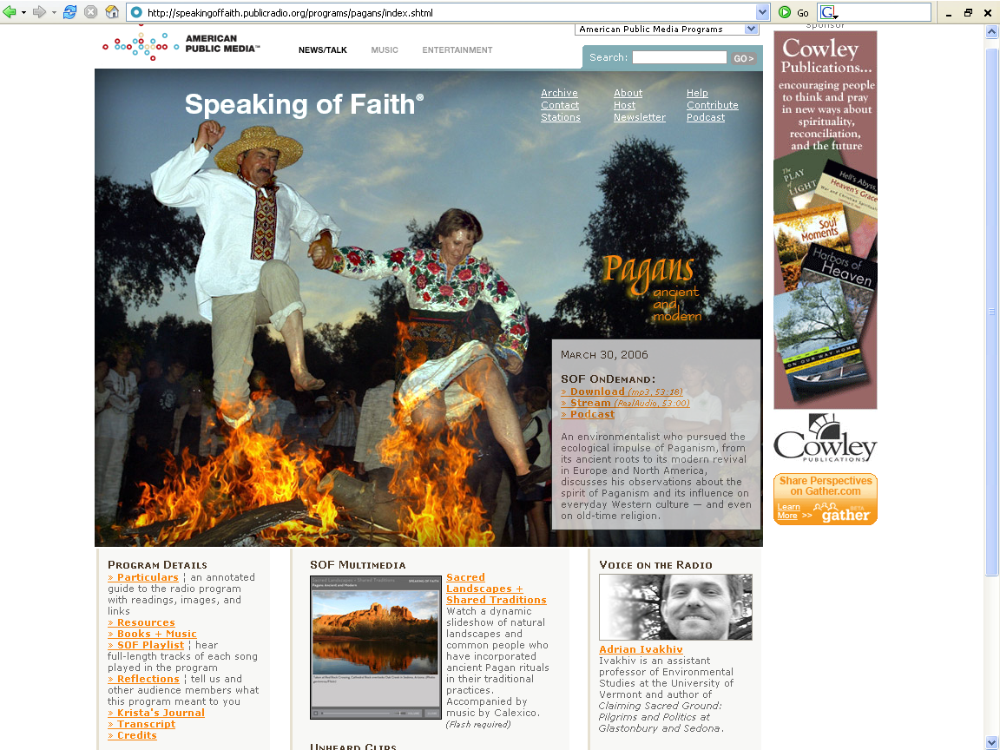 http://speakingoffaith.publicradio.org/programs/pagans/index.shtml
Go
G
AMERICAN
PUBLIC MEDIA™
NEWS/TALK
MUSIC
ENTERTAINMENT
American Public Media Programs
Search:
GO >
Speaking of Faith®
Archive
About
Help
Contact
Host
Contribute
Stations
Newsletter
Podcast
Pagans
ancient
and
modern
March 30, 2006
SOF OnDemand:
» Download (mp3, 53:18)
» Stream (RealAudio, 53:00)
» Podcast
An environmentalist who pursued the
ecological impulse of Paganism, from
its ancient roots to its modern revival
in Europe and North America,
discusses his observations about the
spirit of Paganism and its influence on
everyday Western culture — and even
on old-time religion.
Sponsor
Cowley
Publications...
encouraging people
to think and pray
in new ways about
spirituality,
reconciliation,
and the future
The
PLAY
of
LIGHT
Hell's Abyss,
Heaven's Grace
Soul
Moments
Harbors of
Heaven
ON OUR WAY HOME
Cowley
PUBLICATIONS
Share Perspectives
on Gather.com
Learn
More >>
BETA
gather
Program Details
» Particulars ¦ an annotated
guide to the radio program
with readings, images, and
links
» Resources
» Books + Music
» SOF Playlist ¦ hear
full-length tracks of each song
played in the program
» Reflections ¦ tell us and
other audience members what
this program meant to you
» Krista's Journal
» Transcript
» Credits
SOF Multimedia
Sacred Landscapes + Shared Traditions
SPEAKING OF FAITH
Pagans Ancient and Modern
Sacred
Landscapes +
Shared Traditions
Watch a dynamic
slideshow of natural
landscapes and
common people who
have incorporated
ancient Pagan rituals
in their traditional
practices.
Accompanied by
music by Calexico.
(Flash required)
Unheard Clips
Voice on the Radio
Adrian Ivakhiv
Ivakhiv is an assistant
professor of Environmental
Studies at the University of
Vermont and author of
Claiming Sacred Ground:
Pilgrims and Politics at
Glastonbury and Sedona.